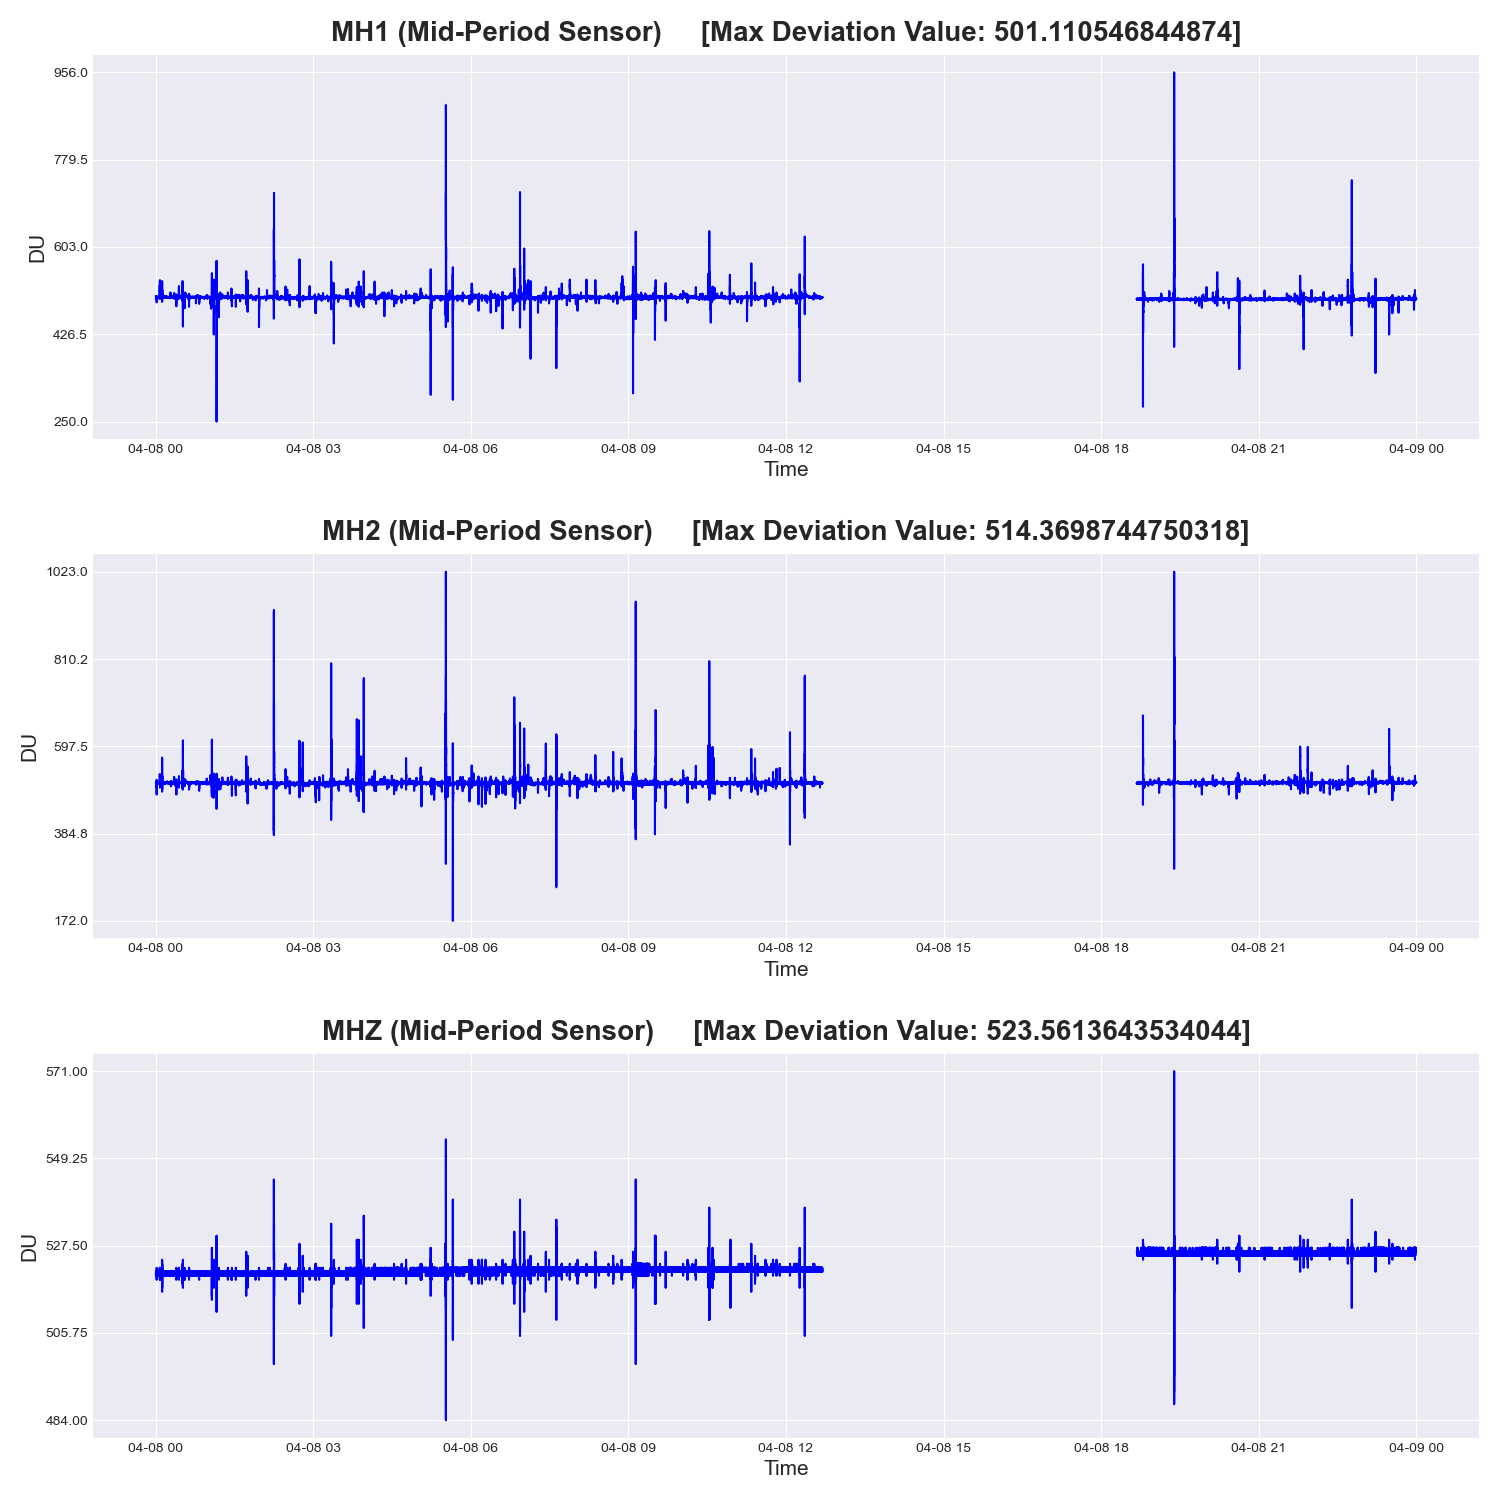 MH1 (Mid-Period Sensor) [Max Deviation Value: 501.110546844874]
956.0
779.5
603.0
426.5
250.0
DU
04-08 00 04-08 03 04-08 06 04-08 09 04-08 12 04-08 15 04-08 18 04-08 21 04-09 00
Time
MH2 (Mid-Period Sensor) [Max Deviation Value: 514.3698744750318]
1023.0
810.2
597.5
384.8
172.0
DU
04-08 00 04-08 03 04-08 06 04-08 09 04-08 12 04-08 15 04-08 18 04-08 21 04-09 00
Time
MHZ (Mid-Period Sensor) [Max Deviation Value: 523.5613643534044]
571.00
549.25
527.50
505.75
484.00
DU
04-08 00 04-08 03 04-08 06 04-08 09 04-08 12 04-08 15 04-08 18 04-08 21 04-09 00
Time